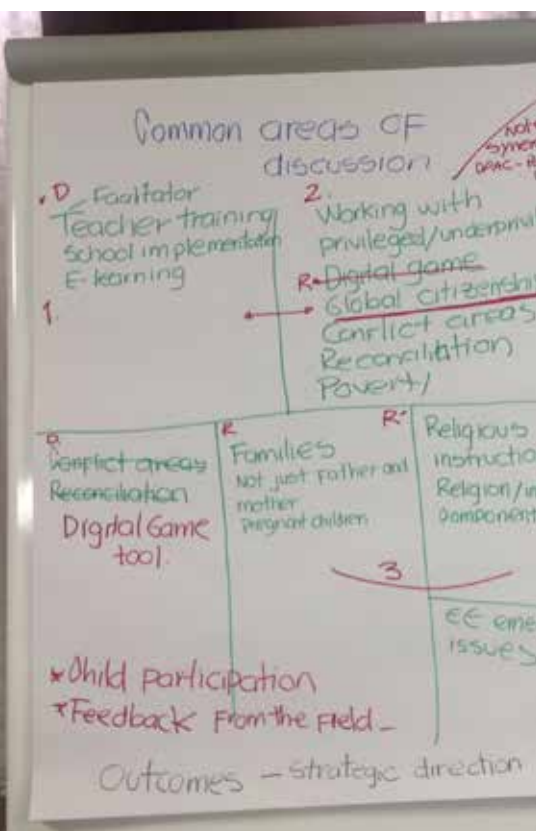 Common areas OF
discussion
Not
D Facilitator
Teacher training
School implementation
E-learning
1.
2.
Working with
privileged/underprivil
R Digital game
Global citizenshi
Conflict areas
Reconciliation
Poverty/
Conflict areas
Reconciliation
Digital Game
tool.
R
Families
Not just Father and
mother
Pregnant children
R
Religious
instructio
Religion/in
component
3
EE eme
issues
* Child participation
* Feedback From the Field -
Outcomes - strategic direction